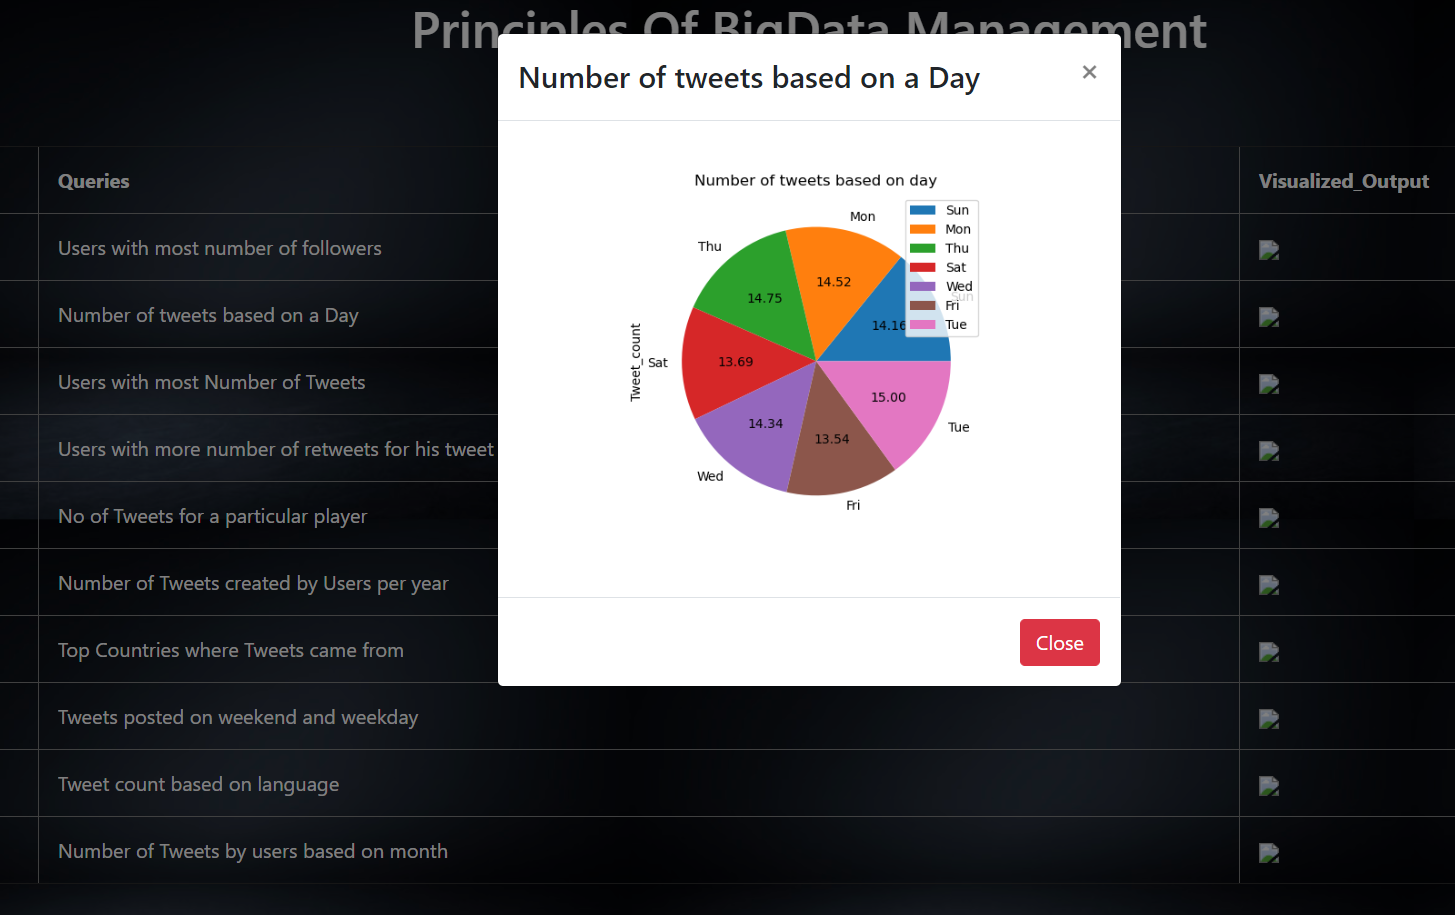 Principles Of BigData Management
Number of tweets based on a Day
×
Queries
Visualized_Output
Users with most number of followers
Number of tweets based on a Day
Users with most Number of Tweets
Users with more number of retweets for his tweet
No of Tweets for a particular player
Number of Tweets created by Users per year
Top Countries where Tweets came from
Tweets posted on weekend and weekday
Tweet count based on language
Number of Tweets by users based on month
Number of tweets based on day
Tweet_count
Sun
Mon
Thu
Sat
Wed
Fri
Tue
Sun
14.16
Mon
14.52
Thu
14.75
Sat
13.69
Wed
14.34
Fri
13.54
Tue
15.00
Close